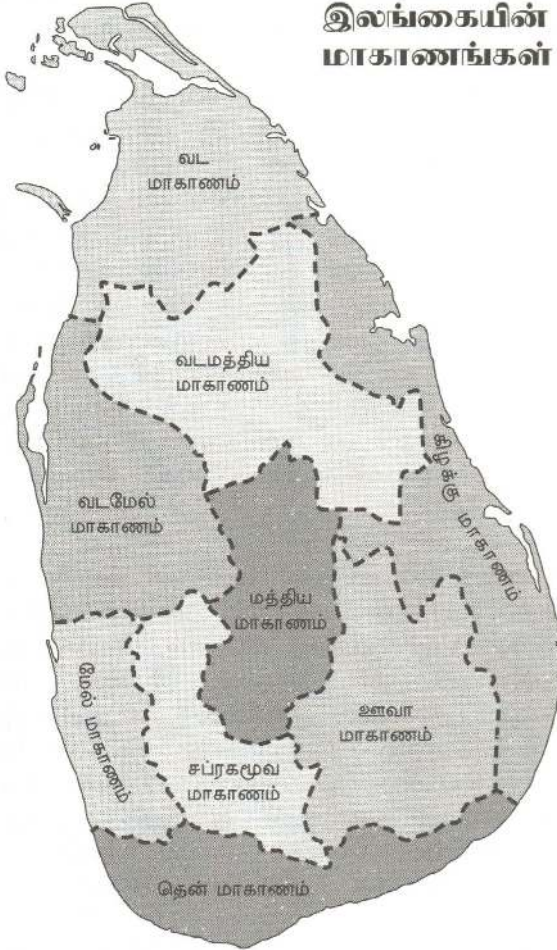 இலங்கையின்
மாகாணங்கள்
வட
மாகாணம்
வடமத்திய
மாகாணம்
கிழக்கு மாகாணம்
வடமேல்
மாகாணம்
மத்திய
மாகாணம்
மேல் மாகாணம்
ஊவா
மாகாணம்
சப்ரகமூவ
மாகாணம்
தென் மாகாணம்